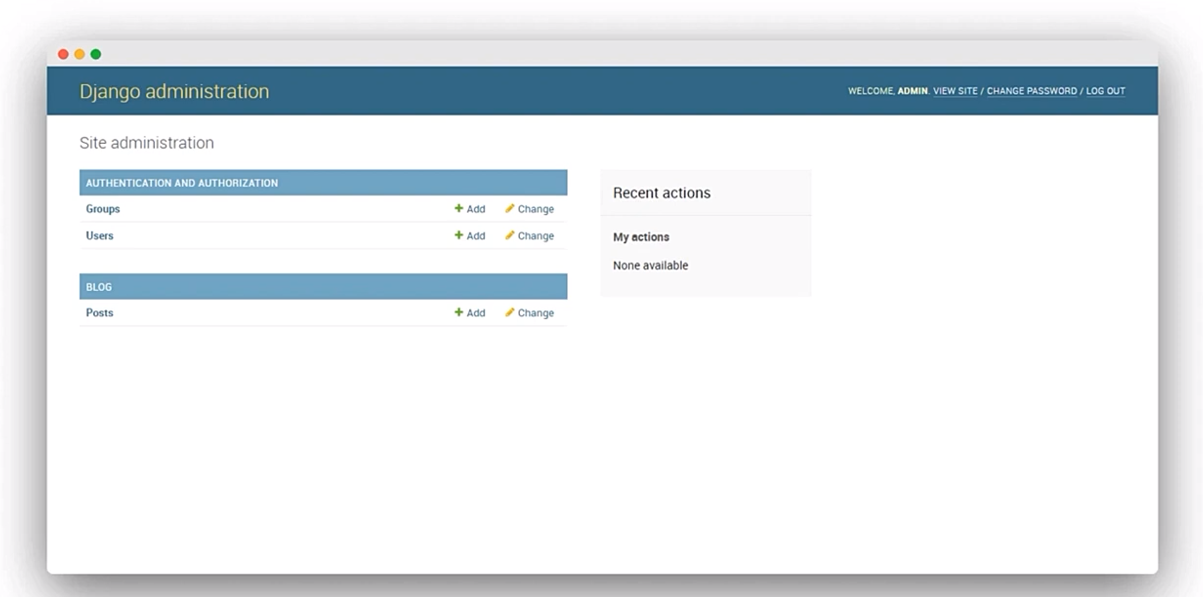 Django administration
WELCOME, ADMIN. VIEW SITE / CHANGE PASSWORD / LOG OUT
Site administration
AUTHENTICATION AND AUTHORIZATION
Groups Add Change
Users Add Change
BLOG
Posts Add Change
Recent actions
My actions
None available